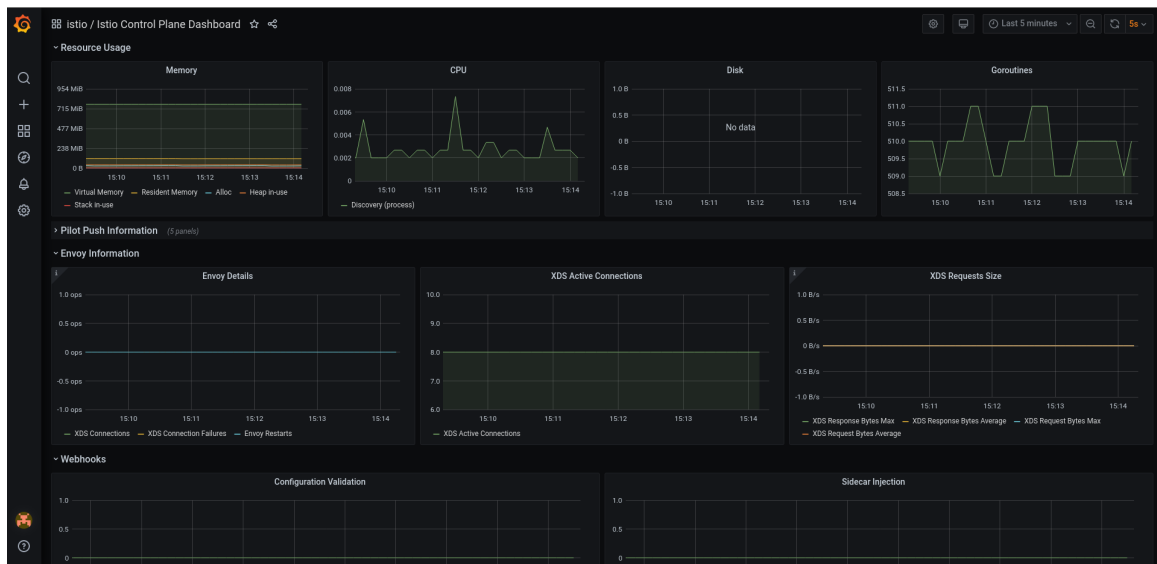 istio / Istio Control Plane Dashboard
Last 5 minutes
5s
Resource Usage
Memory
954 MiB
715 MiB
477 MiB
238 MiB
0 B
15:10 15:11 15:12 15:13 15:14
Virtual Memory Resident Memory Alloc Heap in-use
Stack in-use
CPU
0.008
0.006
0.004
0.002
0
15:10 15:11 15:12 15:13 15:14
Discovery (process)
Disk
1.0 B
0.5 B
0 B
-0.5 B
-1.0 B
No data
15:10 15:11 15:12 15:13 15:14
Goroutines
511.5
511.0
510.5
510.0
509.5
509.0
508.5
15:10 15:11 15:12 15:13 15:14
Pilot Push Information (5 panels)
Envoy Information
i
Envoy Details
1.0 ops
0.5 ops
0 ops
-0.5 ops
-1.0 ops
15:10 15:11 15:12 15:13 15:14
XDS Connections XDS Connection Failures Envoy Restarts
XDS Active Connections
10.0
9.0
8.0
7.0
6.0
15:10 15:11 15:12 15:13 15:14
XDS Active Connections
i
XDS Requests Size
1.0 B/s
0.5 B/s
0 B/s
-0.5 B/s
-1.0 B/s
15:10 15:11 15:12 15:13 15:14
XDS Response Bytes Max XDS Response Bytes Average XDS Request Bytes Max
XDS Request Bytes Average
Webhooks
Configuration Validation
1.0
0.5
0
Sidecar Injection
1.0
0.5
0